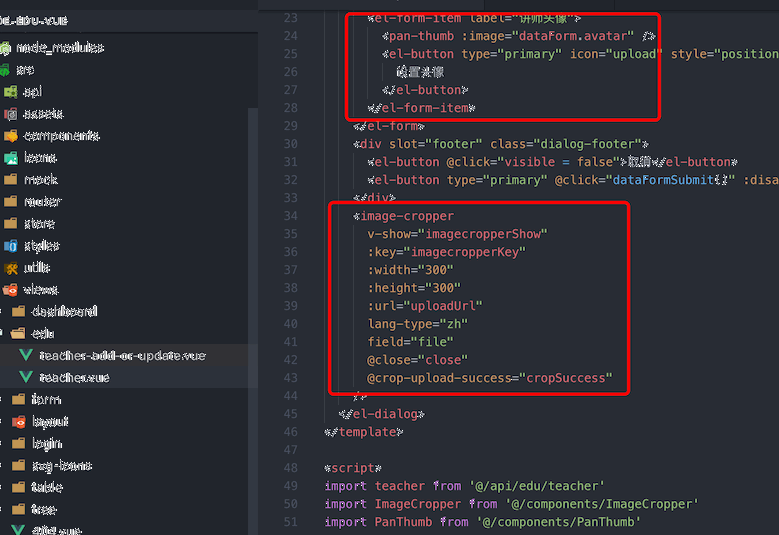 node_modules
src
api
assets
components
icons
mock
router
store
styles
utils
views
dashboard
edu
teacher-add-or-update.vue
teacher.vue
form
layout
login
svg-icons
table
tree
23 <el-form-item label="讲师头像">
24 <pan-thumb :image="dataForm.avatar" />
25 <el-button type="primary" icon="upload" style="position
26 设置头像
27 </el-button>
28 </el-form-item>
29 </el-form>
30 <div slot="footer" class="dialog-footer">
31 <el-button @click="visible = false">取消</el-button>
32 <el-button type="primary" @click="dataFormSubmit()" :disa
33 </div>
34 <image-cropper
35 v-show="imagecropperShow"
36 :key="imagecropperKey"
37 :width="300"
38 :height="300"
39 :url="uploadUrl"
40 lang-type="zh"
41 field="file"
42 @close="close"
43 @crop-upload-success="cropSuccess"
44 />
45 </el-dialog>
46 </template>
47
48 <script>
49 import teacher from '@/api/edu/teacher'
50 import ImageCropper from '@/components/ImageCropper'
51 import PanThumb from '@/components/PanThumb'